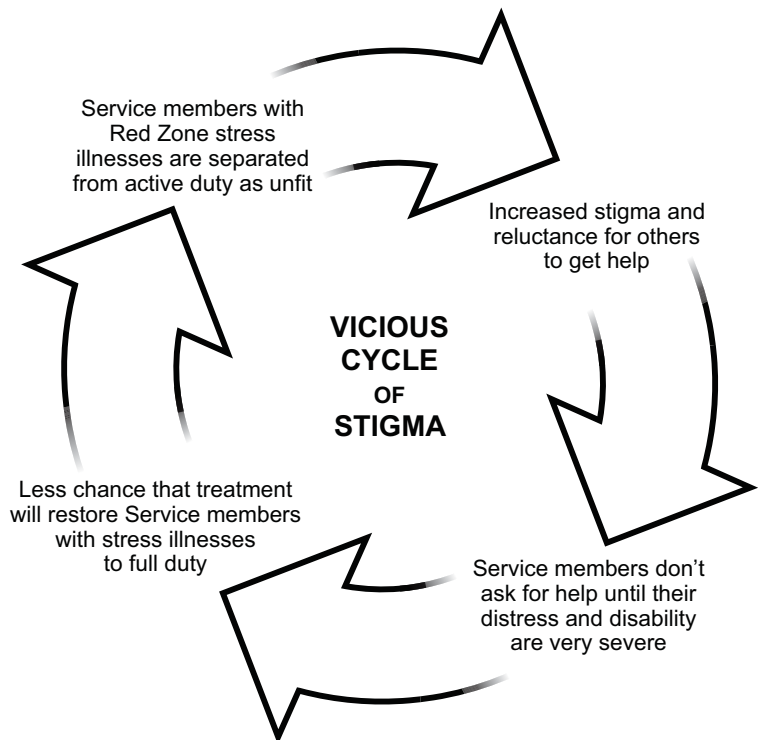 Service members with
Red Zone stress
illnesses are separated
from active duty as unfit
Increased stigma and
reluctance for others
to get help
VICIOUS
CYCLE
OF
STIGMA
Less chance that treatment
will restore Service members
with stress illnesses
to full duty
Service members don’t
ask for help until their
distress and disability
are very severe